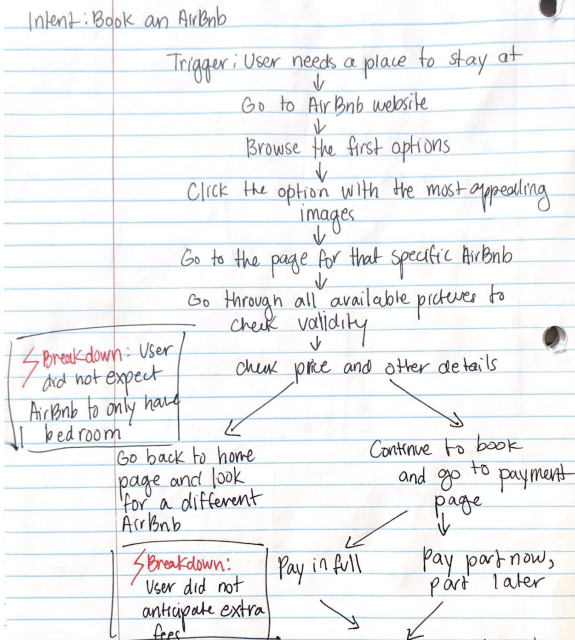 Intent: Book an AirBnb
Trigger: User needs a place to stay at
Go to AirBnb website
Browse the first options
Click the option with the most appealing
images
Go to the page for that specific AirBnb
Go through all available pictures to
check validity
check price and other details
Breakdown: User
did not expect
AirBnb to only have
1 bedroom
Go back to home
page and look
for a different
AirBnb
Continue to book
and go to payment
page
Breakdown:
User did not
anticipate extra
fees
Pay in full
Pay part now,
part later